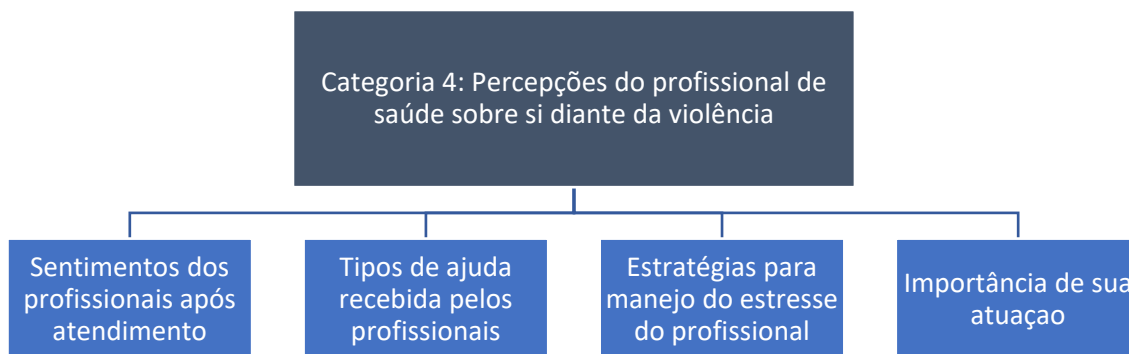 Categoria 4: Percepções do profissional de
saúde sobre si diante da violência
Sentimentos dos
profissionais após
atendimento
Tipos de ajuda
recebida pelos
profissionais
Estratégias para
manejo do estresse
do profissional
Importância de sua
atuaçao